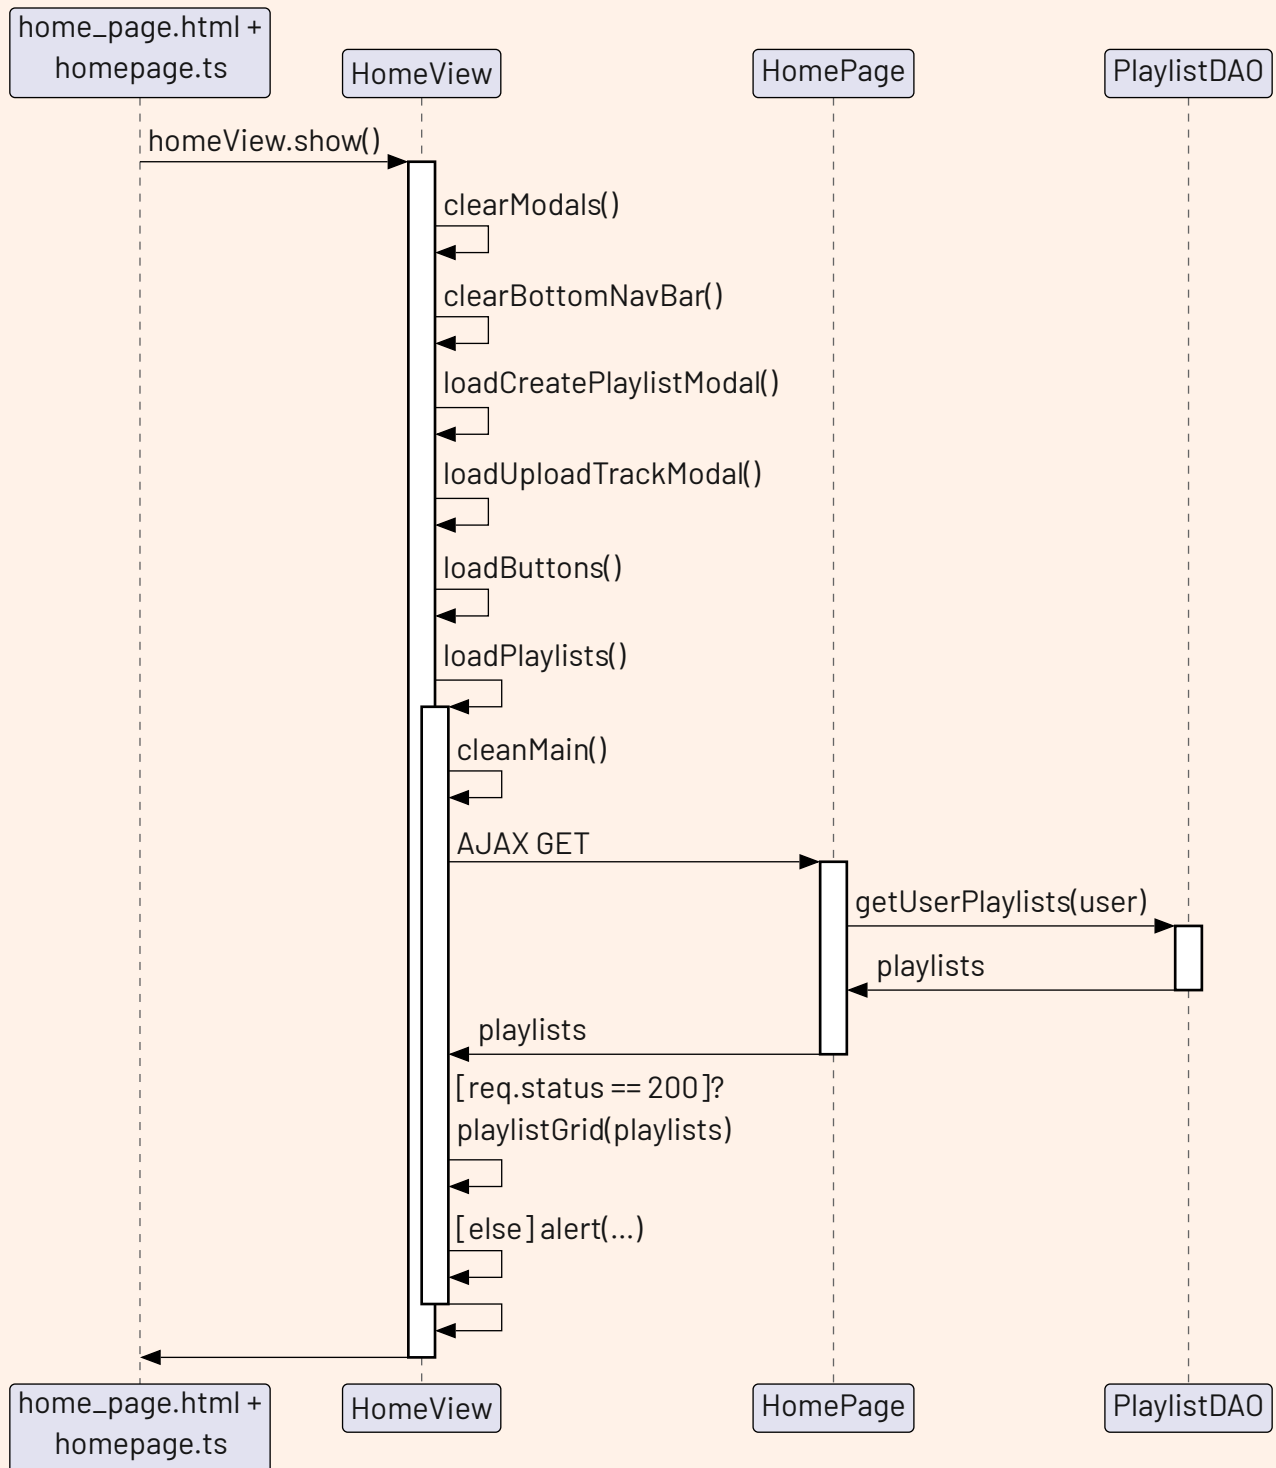 home_page.html +
homepage.ts
HomeView
HomePage
PlaylistDAO
homeView.show()
clearModals()
clearBottomNavBar()
loadCreatePlaylistModal()
loadUploadTrackModal()
loadButtons()
loadPlaylists()
cleanMain()
AJAX GET
getUserPlaylists(user)
playlists
playlists
[req.status == 200]?
playlistGrid(playlists)
[else] alert(...)
home_page.html +
homepage.ts
HomeView
HomePage
PlaylistDAO